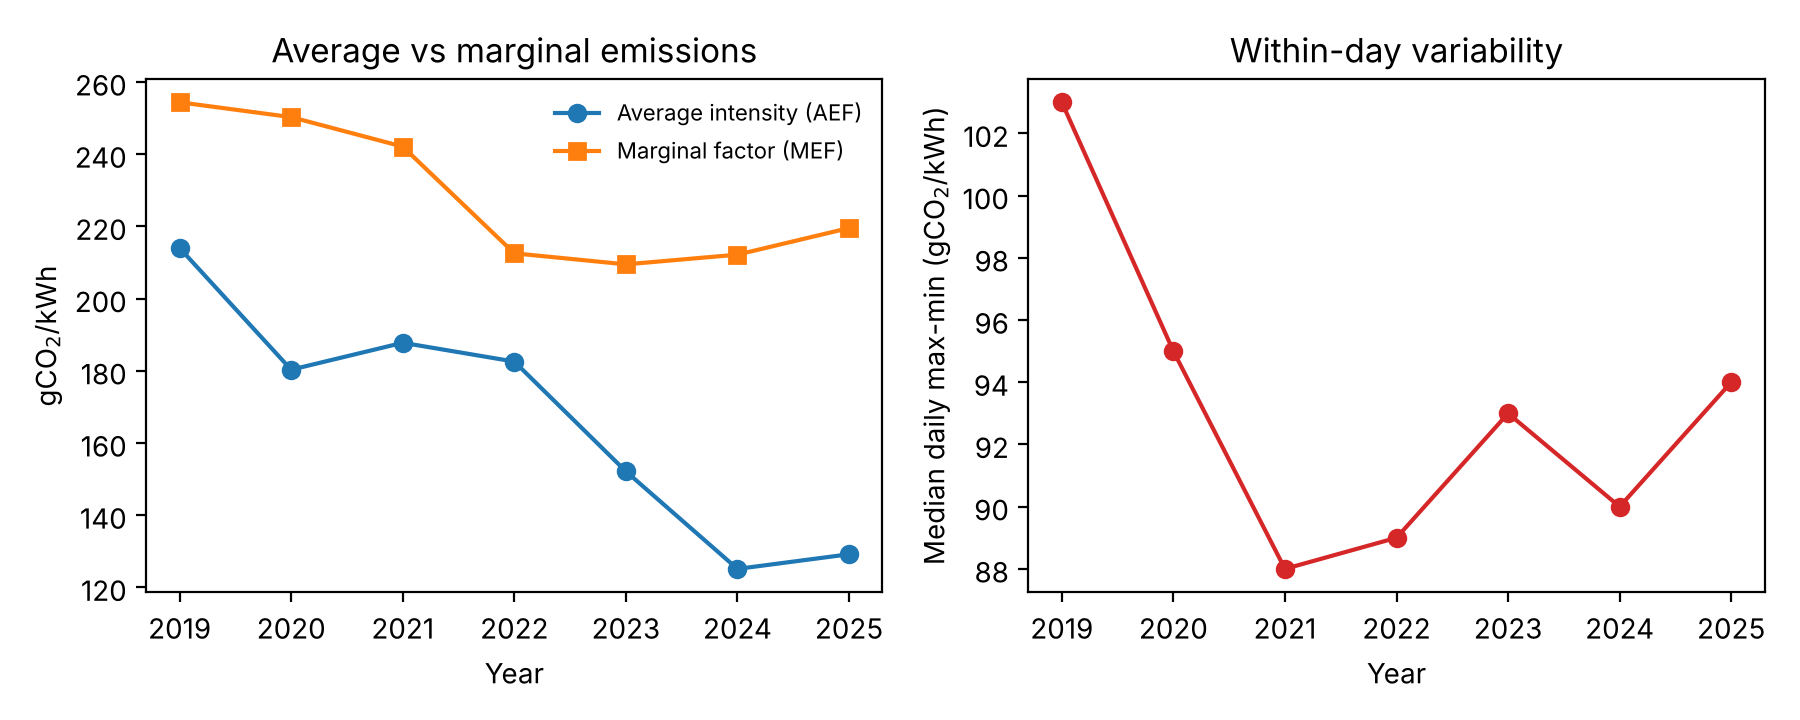 Average vs marginal emissions
260
240
220
200
180
160
140
120
gCO₂/kWh
Average intensity (AEF)
Marginal factor (MEF)
2019 2020 2021 2022 2023 2024 2025
Year
Within-day variability
102
100
98
96
94
92
90
88
Median daily max-min (gCO₂/kWh)
2019 2020 2021 2022 2023 2024 2025
Year